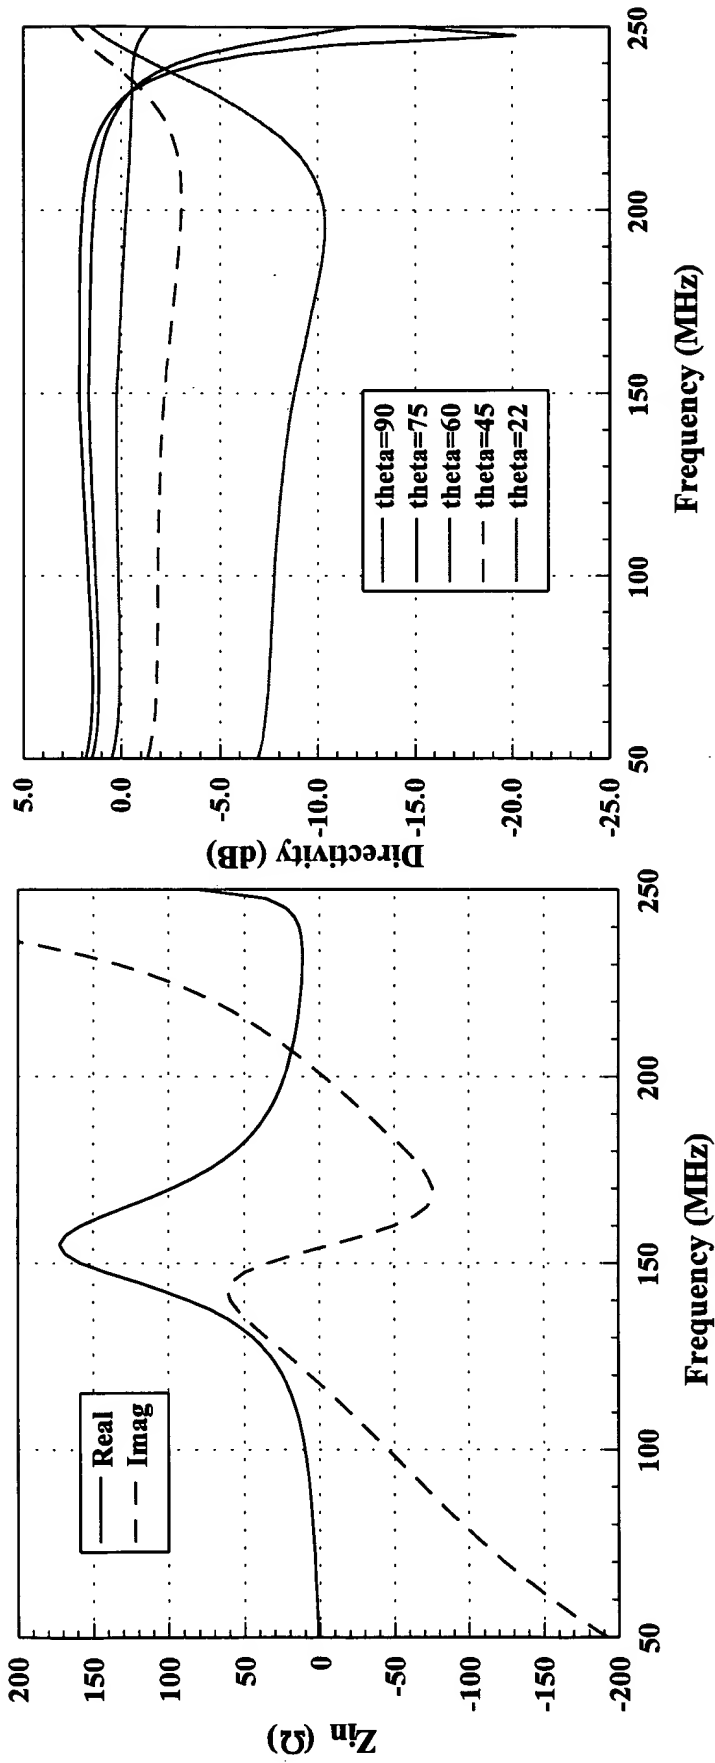 200
150
100
50
0
-50
-100
-150
-200
Zin (Ω)
Real
Imag
50
100
150
200
250
Frequency (MHz)
5.0
0.0
-5.0
-10.0
-15.0
-20.0
-25.0
Directivity (dB)
theta=90
theta=75
theta=60
theta=45
theta=22
50
100
150
200
250
Frequency (MHz)